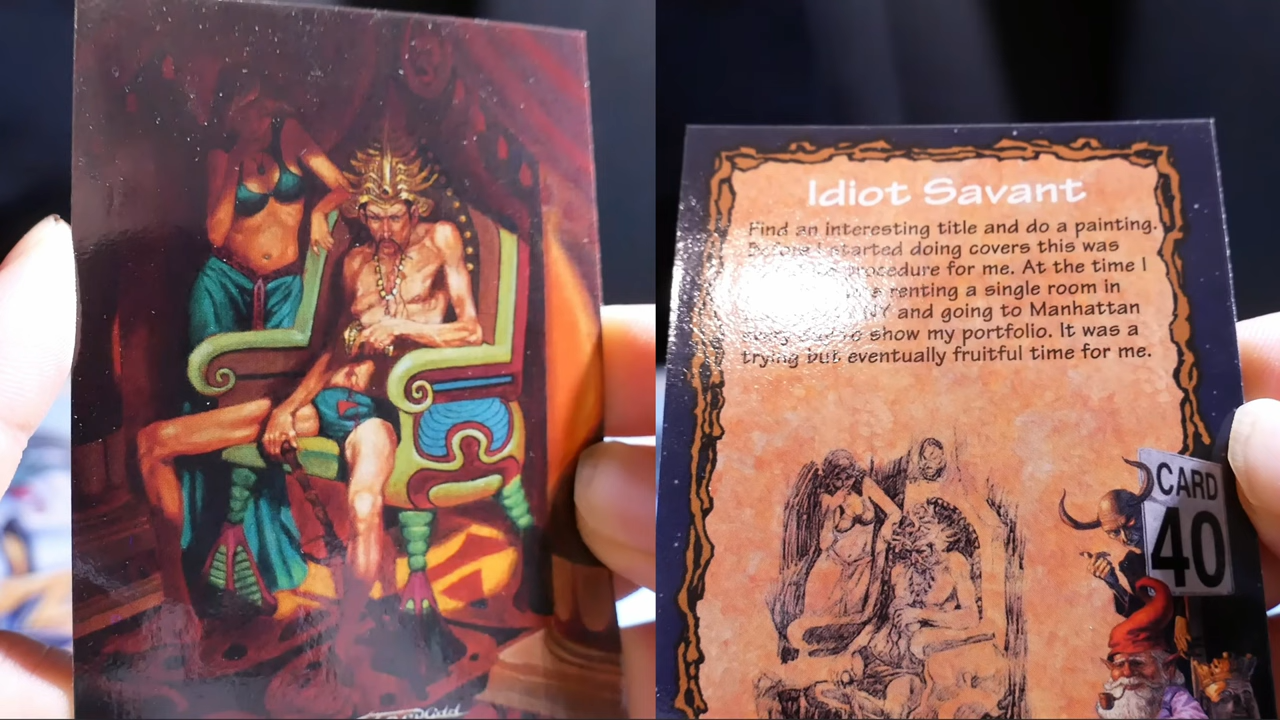 Idiot Savant
Find an interesting title and do a painting.
Before I started doing covers this was
procedure for me. At the time I
renting a single room in
and going to Manhattan
show my portfolio. It was a
trying but eventually fruitful time for me.
CARD
40